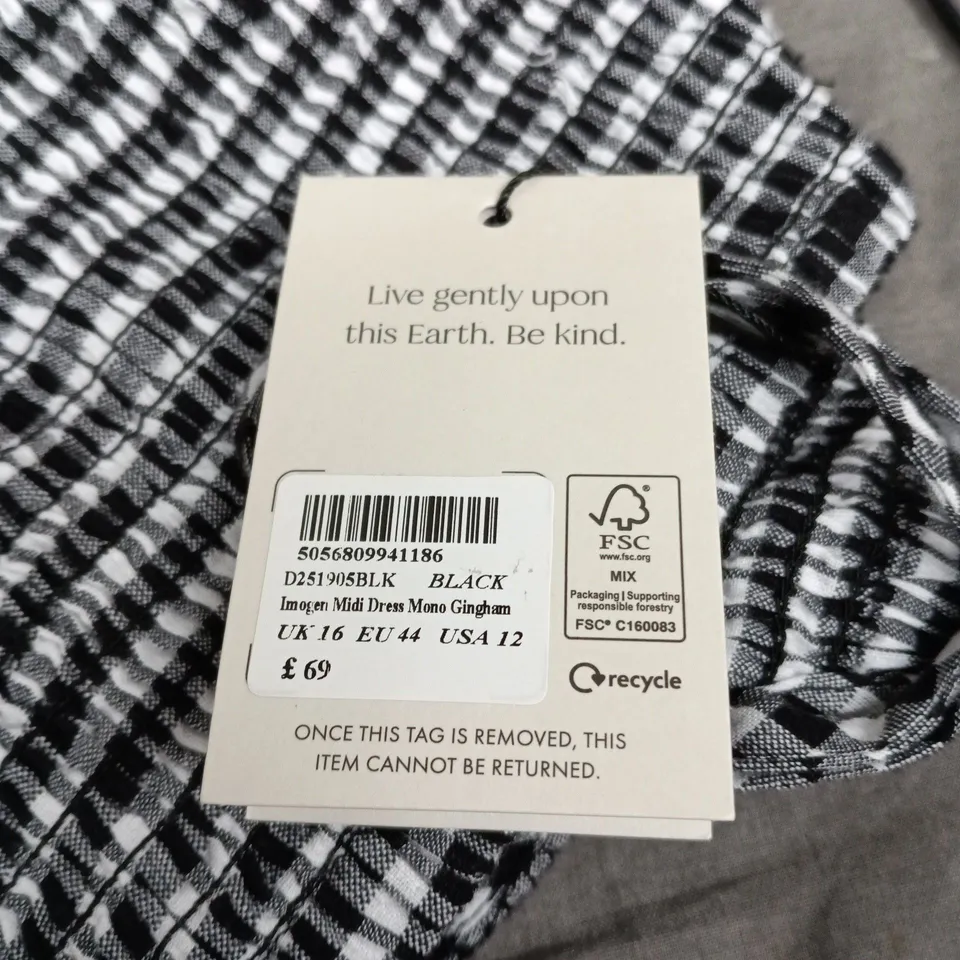 Live gently upon
this Earth. Be kind.
5056809941186
D251905BLK BLACK
Imogen Midi Dress Mono Gingham
UK 16 EU 44 USA 12
£ 69
FSC®
www.fsc.org
MIX
Packaging | Supporting
responsible forestry
FSC® C160083
recycle
ONCE THIS TAG IS REMOVED, THIS
ITEM CANNOT BE RETURNED.